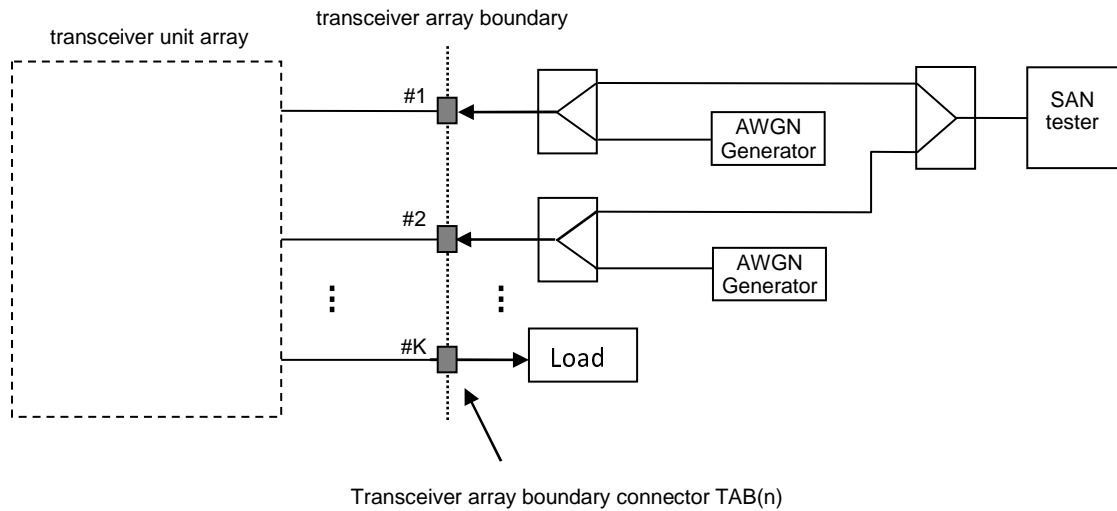 transceiver array boundary
transceiver unit array
#1
SAN
tester
AWGN
Generator
#2
AWGN
Generator
#K
Load
Transceiver array boundary connector TAB(n)